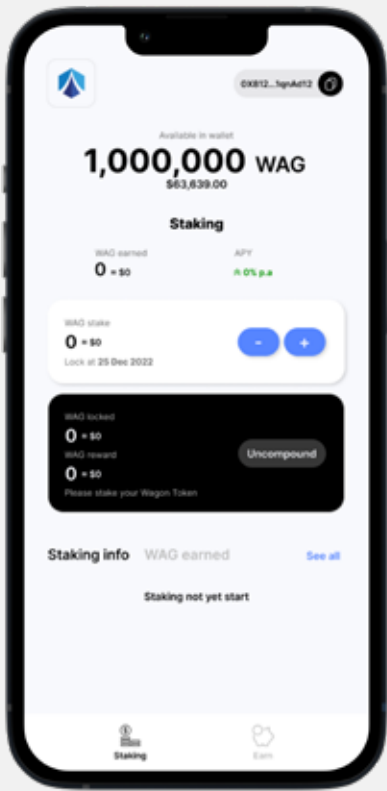 0X812...1qnAd12
Available in wallet
1,000,000 WAG
$63,639.00
Staking
WAG earned
0 = $0
APY
0% p.a
WAG stake
0 = $0
- +
Lock at 25 Dec 2022
WAG locked
0 = $0
WAG reward
0 = $0
Uncompound
Please stake your Wagon Token
Staking info WAG earned See all
Staking not yet start
Staking
Earn